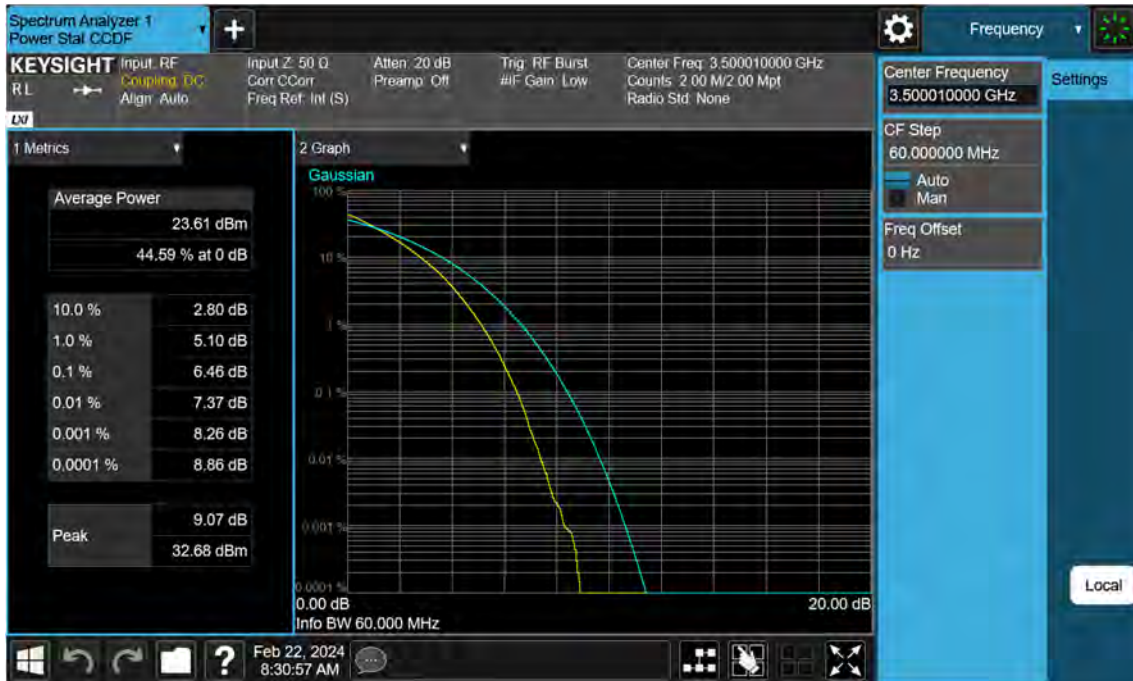 Spectrum Analyzer 1
Power Stat CCDF
+
Frequency
KEYSIGHT
RL
LXI
Input: RF
Coupling: DC
Align: Auto
Input Z: 50 Ω
Corr CCorr
Freq Ref: Int (S)
Atten: 20 dB
Preamp: Off
Trig: RF Burst
#IF Gain: Low
Center Freq: 3.500010000 GHz
Counts: 2.00 M/2.00 Mpt
Radio Std: None
Center Frequency
3.500010000 GHz
Settings
CF Step
60.000000 MHz
Auto
Man
Freq Offset
0 Hz
1 Metrics
Average Power
23.61 dBm
44.59 % at 0 dB
10.0 % 2.80 dB
1.0 % 5.10 dB
0.1 % 6.46 dB
0.01 % 7.37 dB
0.001 % 8.26 dB
0.0001 % 8.86 dB
Peak
9.07 dB
32.68 dBm
2 Graph
Gaussian
100 %
10 %
1 %
0.1 %
0.01 %
0.001 %
0.0001 %
0.00 dB 20.00 dB
Info BW 60.000 MHz
Local
?
Feb 22, 2024
8:30:57 AM